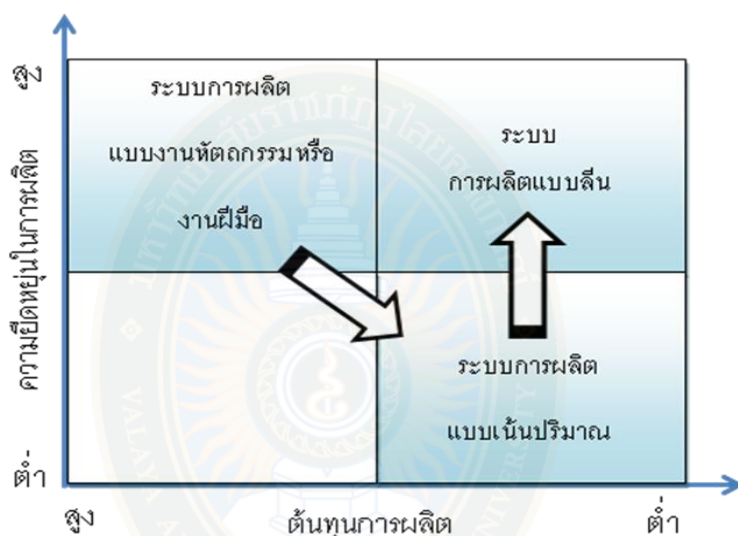 สูง
ความยืดหยุ่นในการผลิต
ต่ำ
ระบบการผลิต
แบบงานหัตถกรรมหรือ
งานฝีมือ
ระบบ
การผลิตแบบลีน
ระบบการผลิต
แบบเน้นปริมาณ
สูง
ต้นทุนการผลิต
ต่ำ
VALAYA